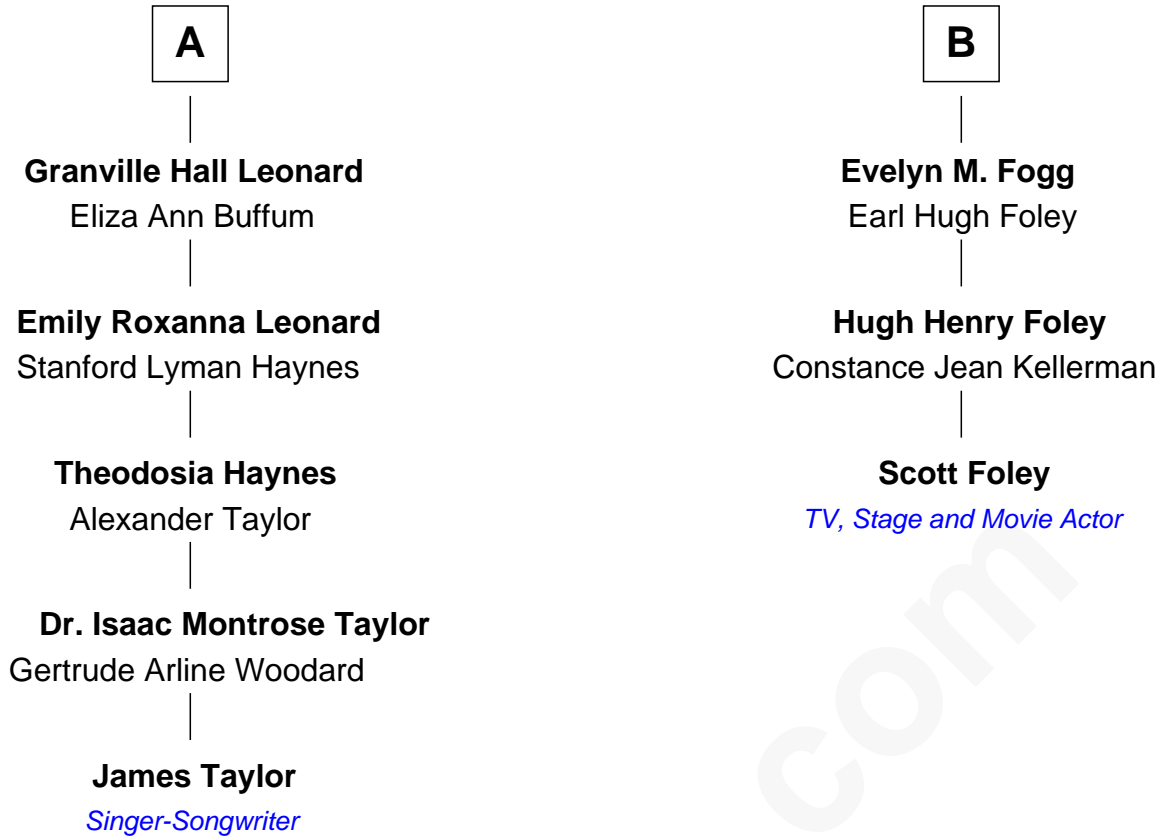 A
Granville Hall Leonard
Eliza Ann Buffum
Emily Roxanna Leonard
Stanford Lyman Haynes
Theodosia Haynes
Alexander Taylor
Dr. Isaac Montrose Taylor
Gertrude Arline Woodard
James Taylor
Singer-Songwriter
B
Evelyn M. Fogg
Earl Hugh Foley
Hugh Henry Foley
Constance Jean Kellerman
Scott Foley
TV, Stage and Movie Actor
com